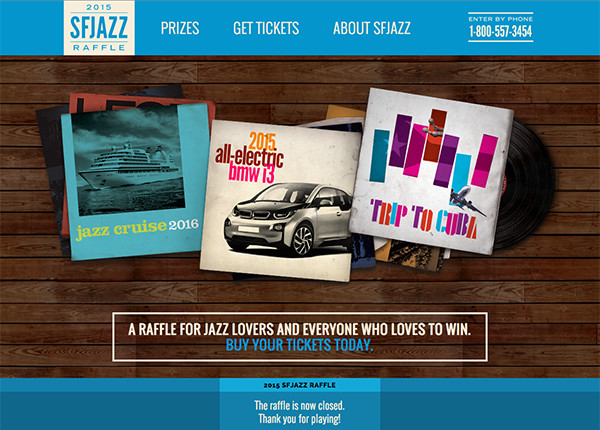 2015
SFJAZZ
RAFFLE
PRIZES
GET TICKETS
ABOUT SFJAZZ
ENTER BY PHONE
1-800-557-3454
jazz cruise 2016
2015
all-electric
bmw i3
TRIP TO CUBA
A RAFFLE FOR JAZZ LOVERS AND EVERYONE WHO LOVES TO WIN.
BUY YOUR TICKETS TODAY.
2015 SFJAZZ RAFFLE
The raffle is now closed.
Thank you for playing!